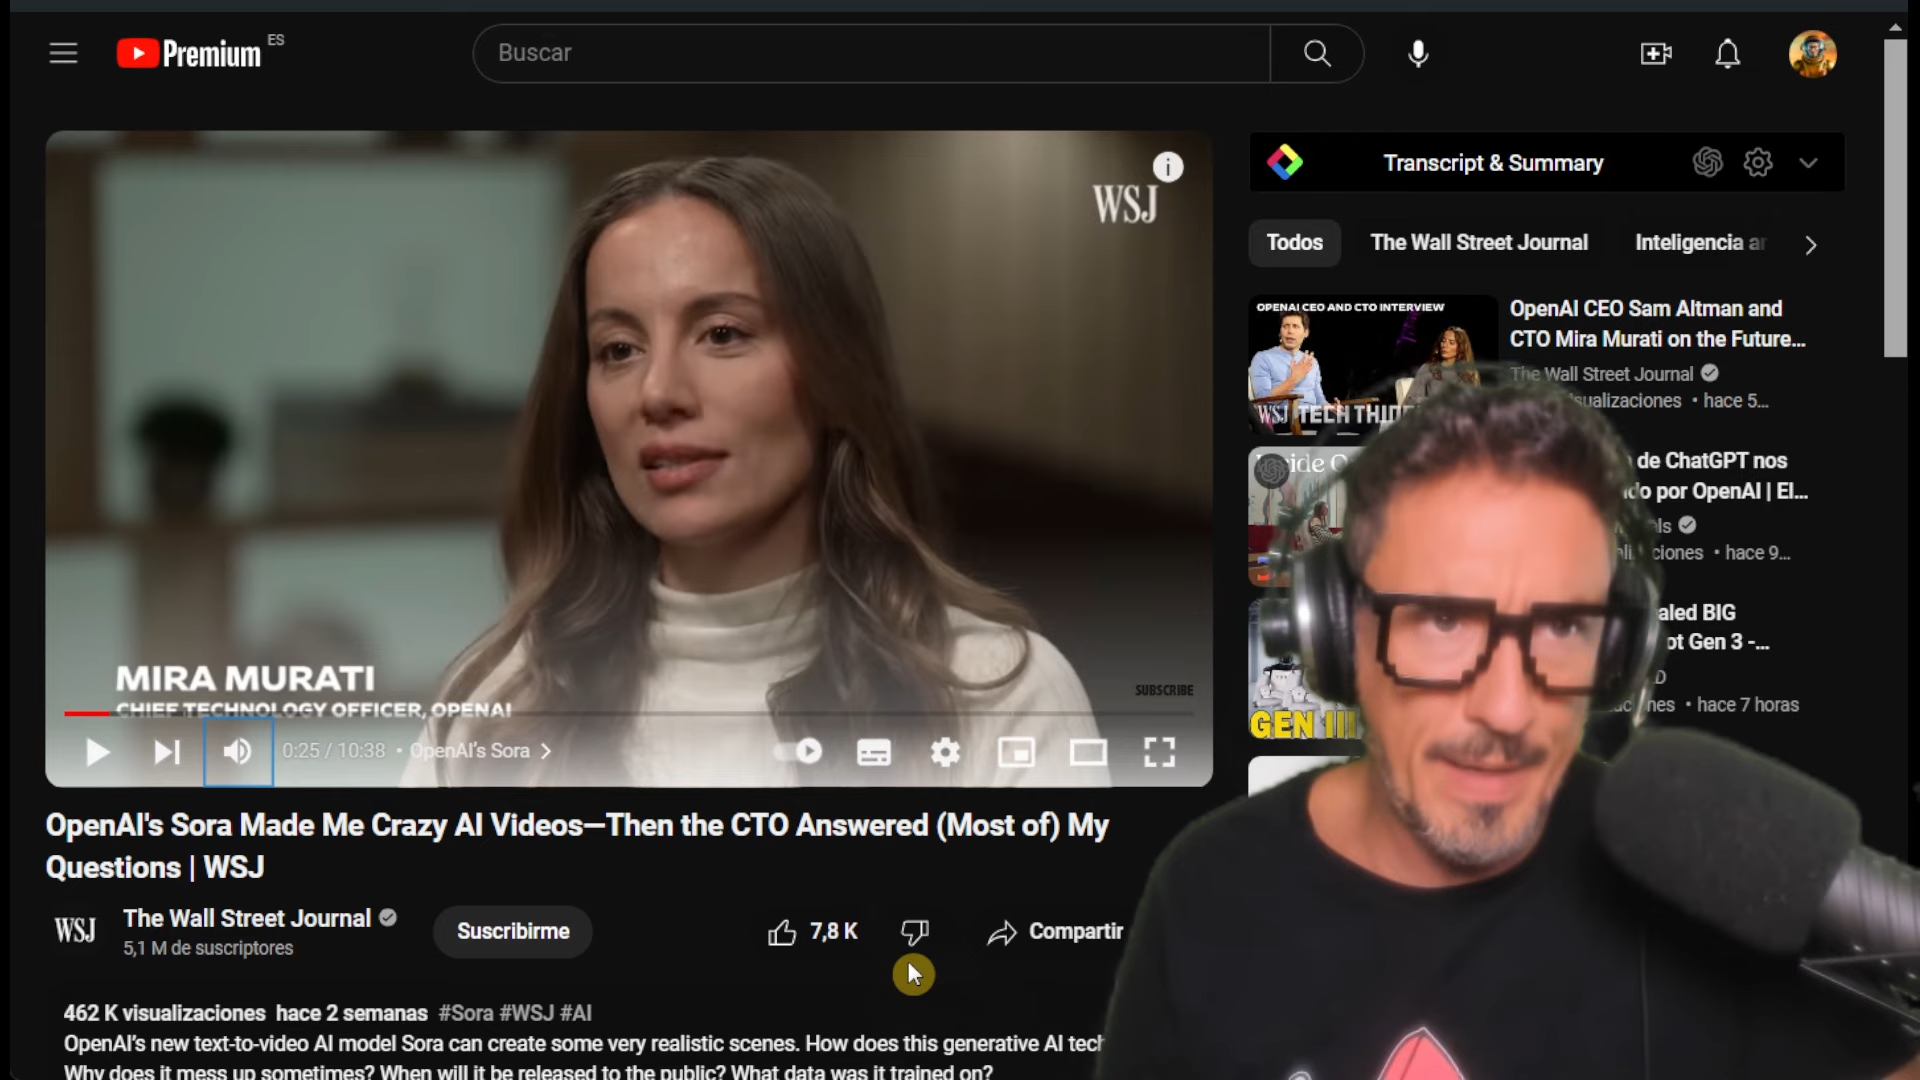 Premium ES
Buscar
WSJ
MIRA MURATI
CHIEF TECHNOLOGY OFFICER, OPENAI
SUBSCRIBE
0:25 / 10:38 • OpenAI's Sora
OpenAI's Sora Made Me Crazy AI Videos—Then the CTO Answered (Most of) My
Questions | WSJ
WSJ
The Wall Street Journal
5,1 M de suscriptores
Suscribirme
7,8 K
Compartir
462 K visualizaciones hace 2 semanas #Sora #WSJ #AI
OpenAI's new text-to-video AI model Sora can create some very realistic scenes. How does this generative AI tech
Why does it mess up sometimes? When will it be released to the public? What data was it trained on?
Transcript & Summary
Todos
The Wall Street Journal
Inteligencia
OPENAI CEO AND CTO INTERVIEW
WSJ TECH
OpenAI CEO Sam Altman and
CTO Mira Murati on the Future...
The Wall Street Journal
hace 5...
de ChatGPT nos
por OpenAI | El...
hace 9...
GEN III
BIG
Gen 3 -...
hace 7 horas